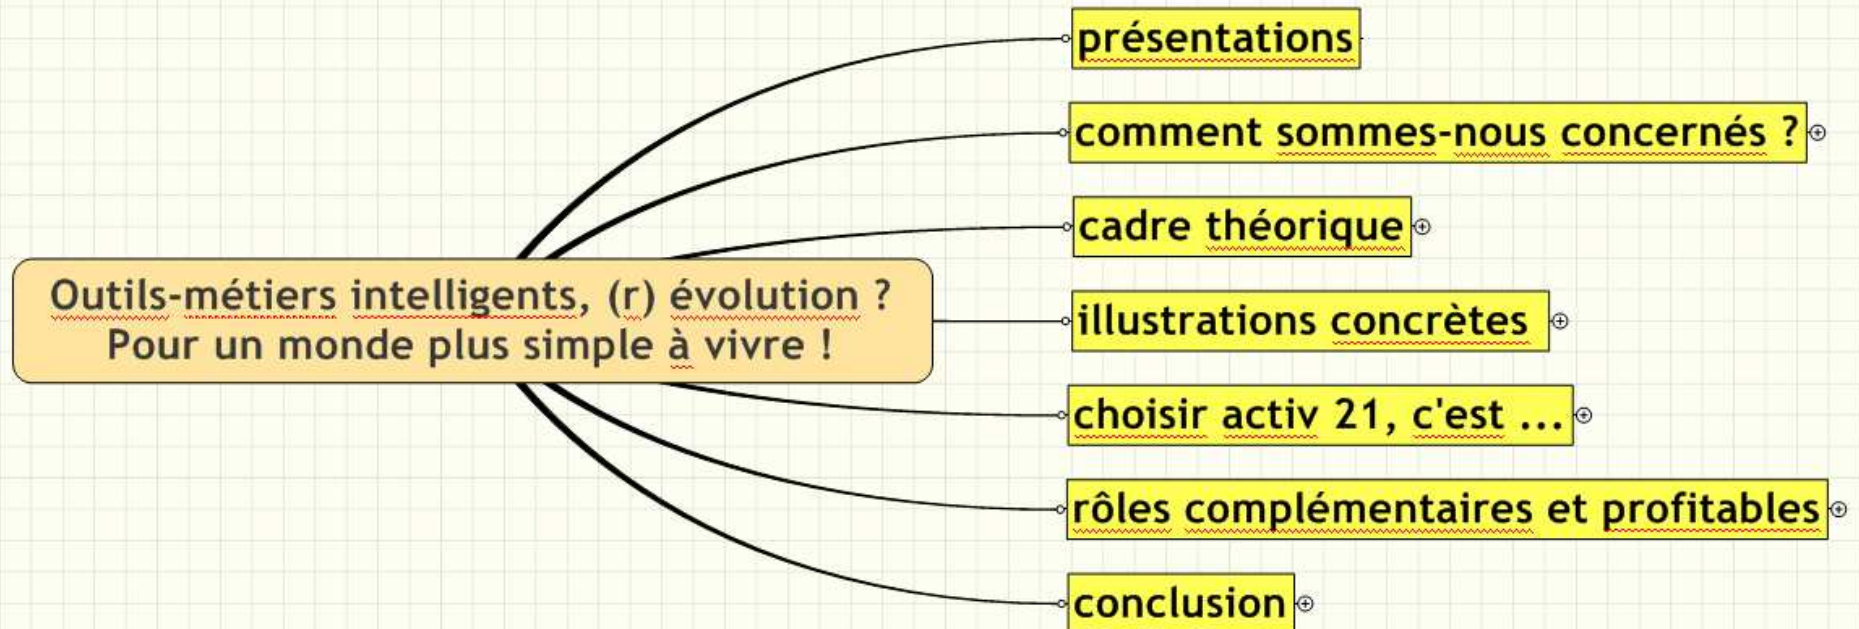 présentations
comment sommes-nous concernés ?
cadre théorique
Outils-métiers intelligents, (r) évolution ?
Pour un monde plus simple à vivre !
illustrations concrètes
choisir activ 21, c'est ...
rôles complémentaires et profitables
conclusion